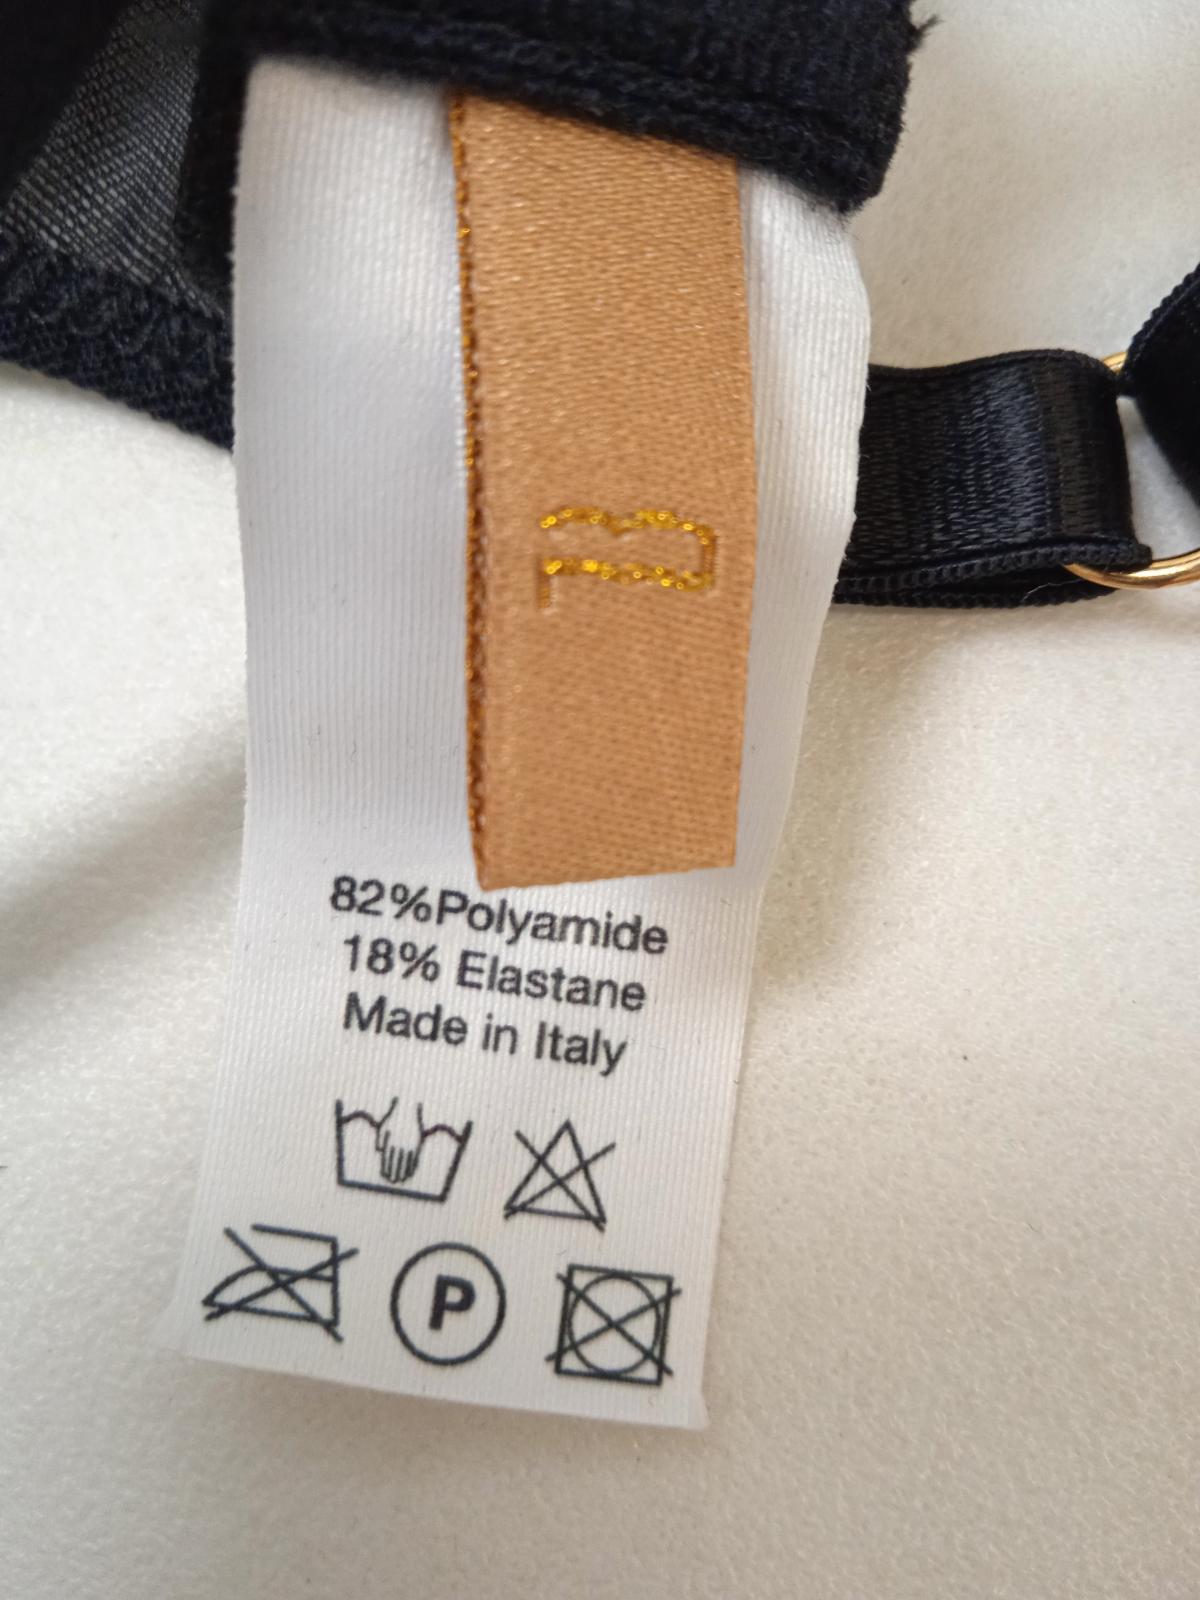 82%Polyamide
18% Elastane
Made in Italy
P